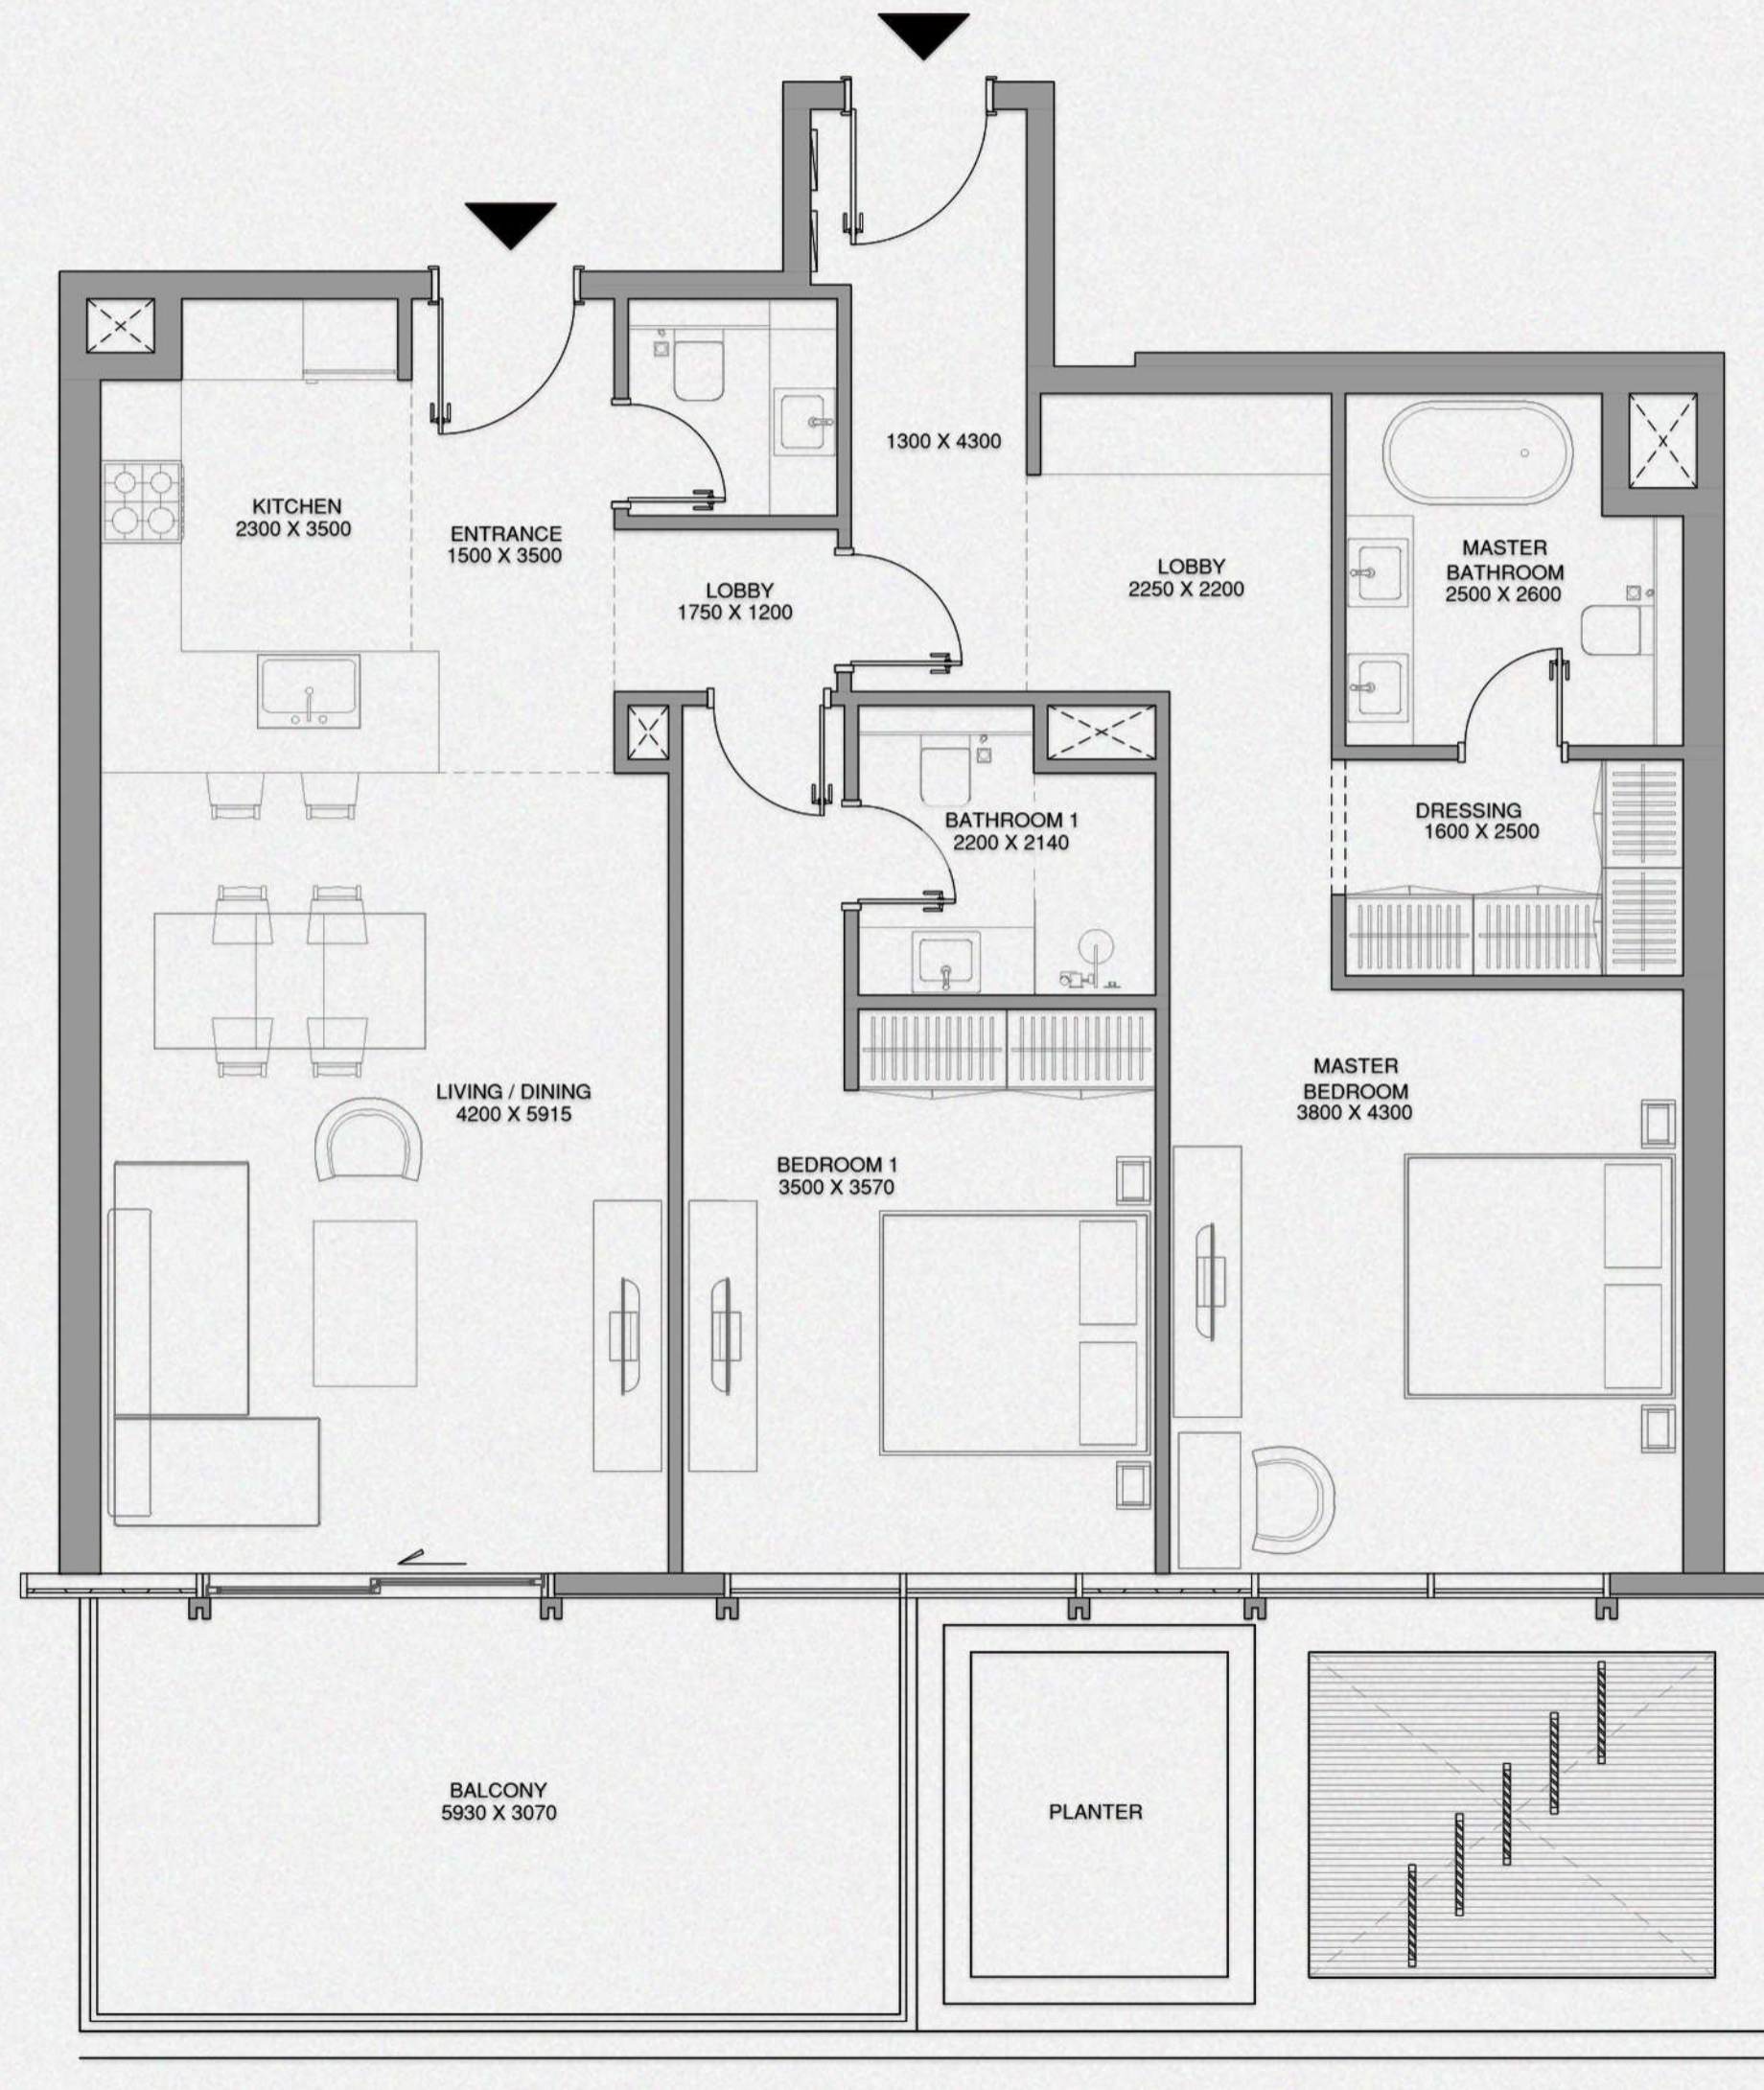 1300 X 4300
KITCHEN
2300 X 3500
ENTRANCE
1500 X 3500
LOBBY
1750 X 1200
LOBBY
2250 X 2200
MASTER
BATHROOM
2500 X 2600
BATHROOM 1
2200 X 2140
DRESSING
1600 X 2500
LIVING / DINING
4200 X 5915
BEDROOM 1
3500 X 3570
MASTER
BEDROOM
3800 X 4300
BALCONY
5930 X 3070
PLANTER